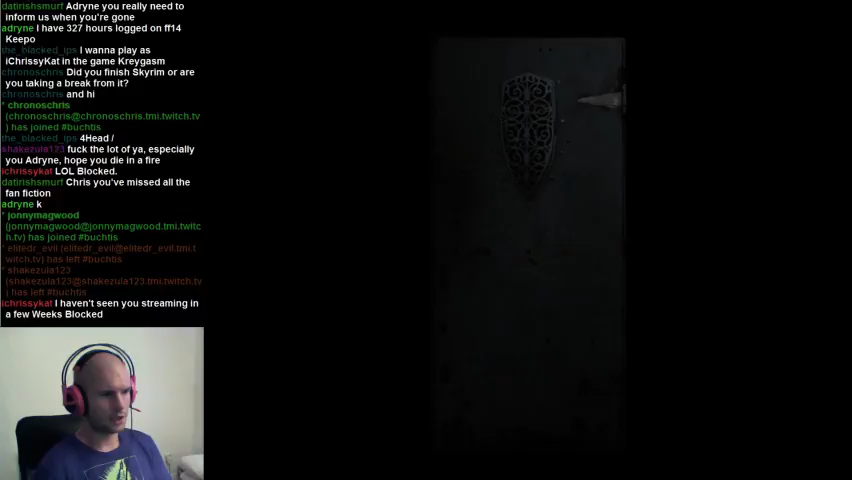 datirishsmurf Adryne you really need to
inform us when you're gone
adryne I have 327 hours logged on ff14
Keepo
the_blacked_ips I wanna play as
iChrissyKat in the game Kreygasm
chronoschris Did you finish Skyrim or are
you taking a break from it?
chronoschris and hi
* chronoschris
(chronoschris@chronoschris.tmi.twitch.tv
) has joined #buchtis
the_blacked_ips 4Head /
shakezula123 fuck the lot of ya, especially
you Adryne, hope you die in a fire
ichrissykat LOL Blocked.
datirishsmurf Chris you've missed all the
fan fiction
adryne k
* jonnymagwood
(jonnymagwood@jonnymagwood.tmi.twitc
h.tv) has joined #buchtis
* elitedr_evil (elitedr_evil@elitedr_evil.tmi.t
witch.tv) has left #buchtis
* shakezula123
(shakezula123@shakezula123.tmi.twitch.tv
) has left #buchtis
ichrissykat I haven't seen you streaming in
a few Weeks Blocked